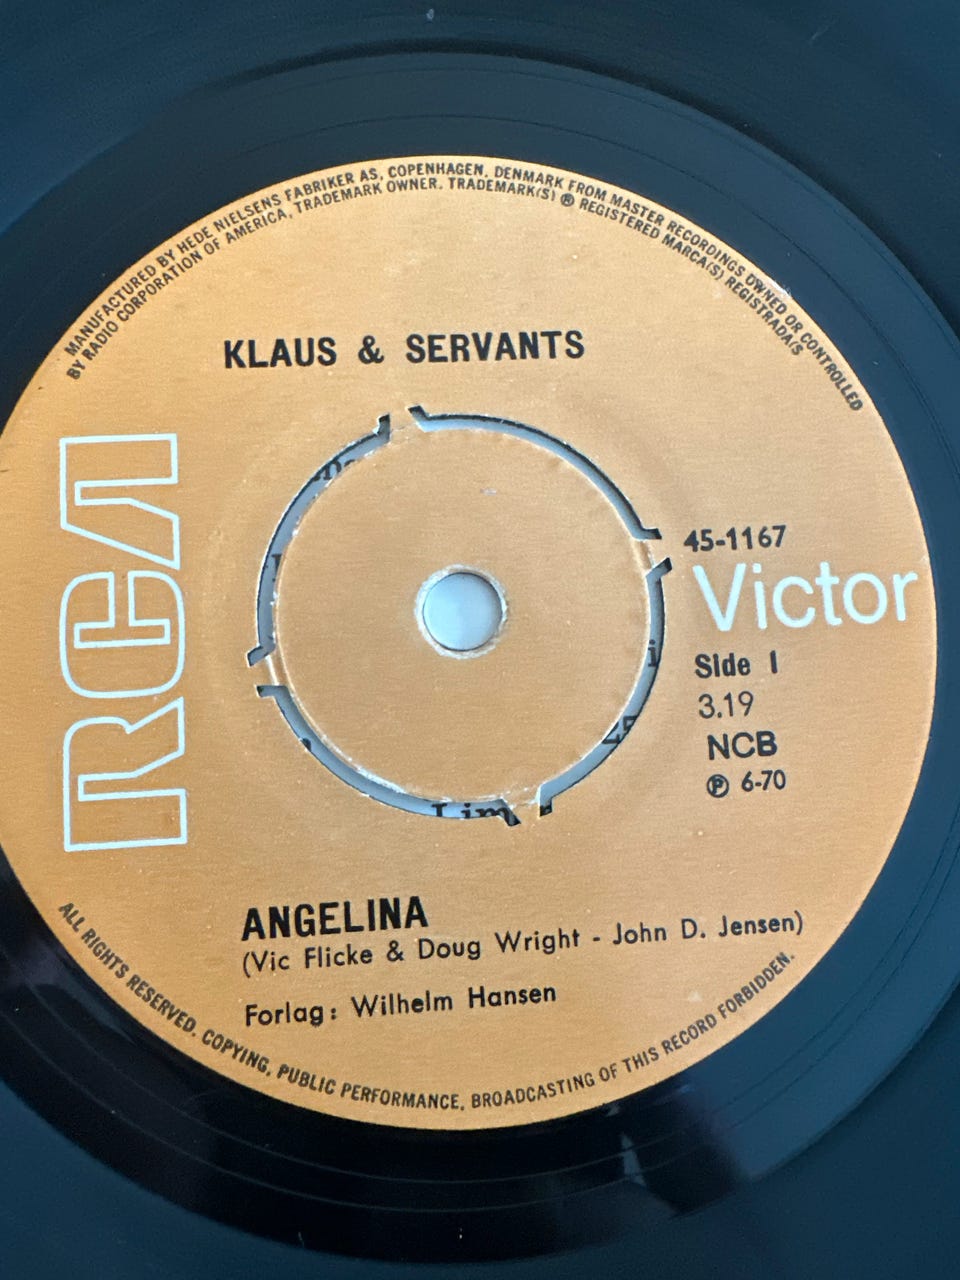 MANUFACTURED BY HEDE NIELSENS FABRIKER AS, COPENHAGEN, DENMARK FROM MASTER RECORDINGS OWNED OR CONTROLLED
BY RADIO CORPORATION OF AMERICA, TRADEMARK OWNER. TRADEMARK(S) ® REGISTERED MARCA(S) REGISTRADA/S
KLAUS & SERVANTS
RCA
45-1167
Victor
Side 1
3.19
NCB
℗ 6-70
ANGELINA
(Vic Flicke & Doug Wright - John D. Jensen)
Forlag: Wilhelm Hansen
ALL RIGHTS RESERVED. COPYING, PUBLIC PERFORMANCE, BROADCASTING OF THIS RECORD FORBIDDEN.